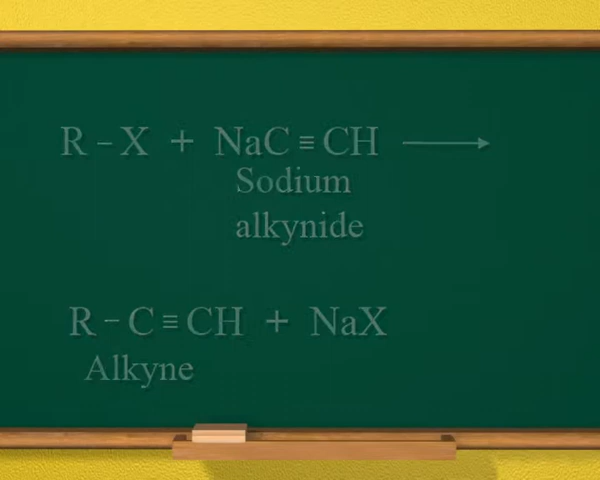 R – X + NaC ≡ CH ⟶
Sodium
alkynide
R – C ≡ CH + NaX
Alkyne